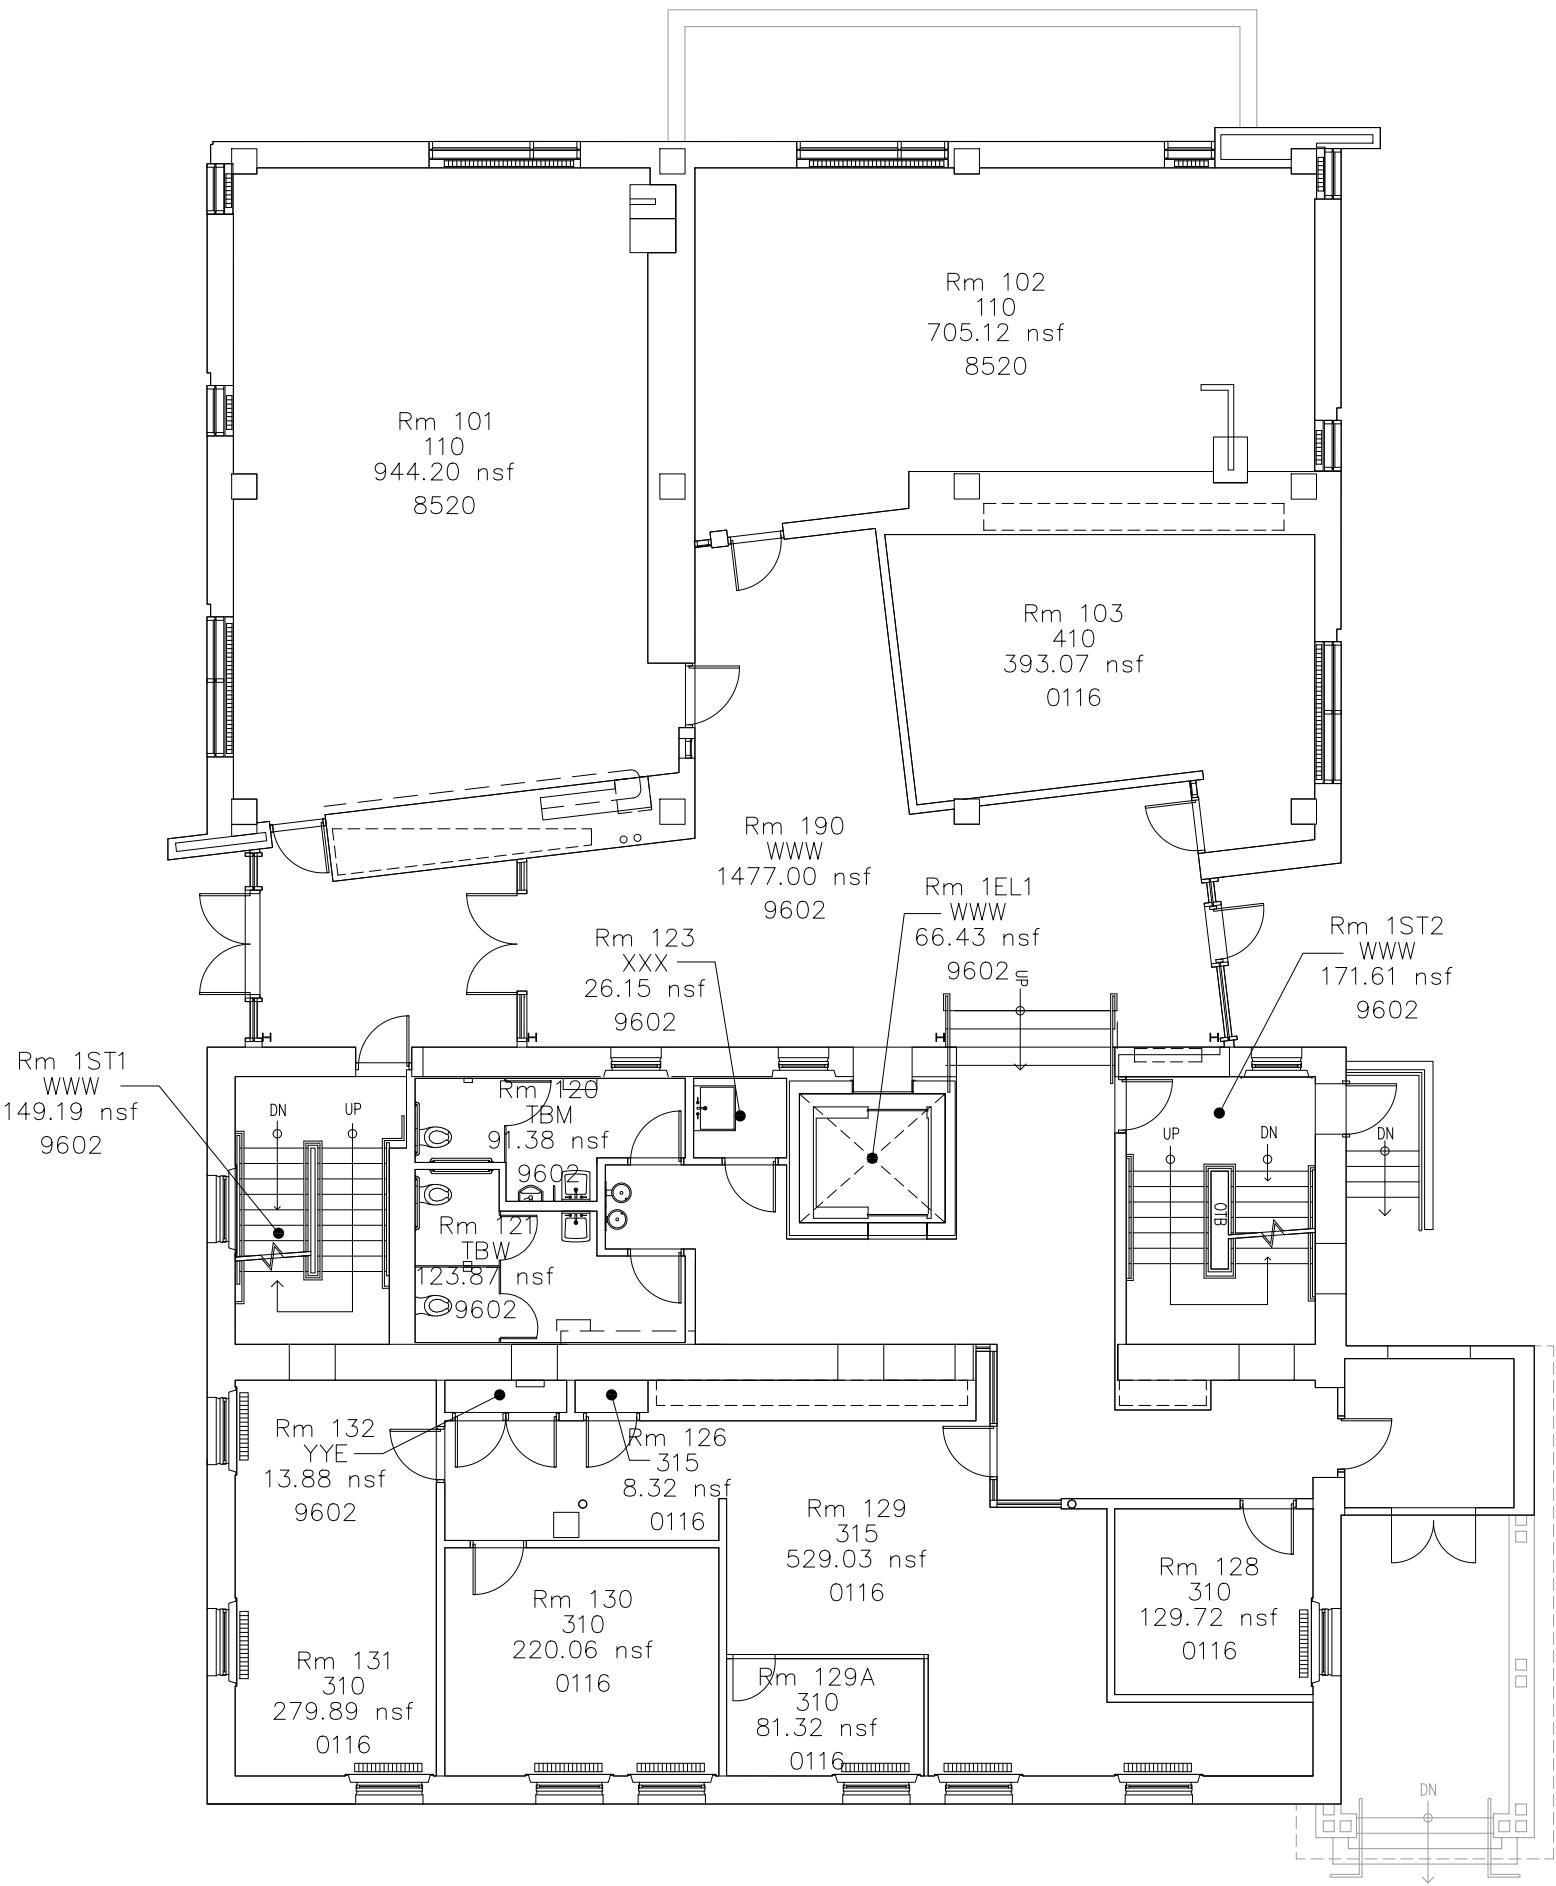 Rm 102
110
705.12 nsf
8520
Rm 101
110
944.20 nsf
8520
Rm 103
410
393.07 nsf
0116
Rm 190
WWW
1477.00 nsf
9602
Rm 1EL1
WWW
66.43 nsf
9602
UP
Rm 123
XXX
26.15 nsf
9602
Rm 1ST2
WWW
171.61 nsf
9602
Rm 1ST1
WWW
149.19 nsf
9602
DN
UP
Rm 120
TBM
91.38 nsf
9602
UP
DN
DN
OTB
Rm 121
TBW
123.87 nsf
9602
Rm 132
YYE
13.88 nsf
9602
Rm 126
315
8.32 nsf
0116
Rm 129
315
529.03 nsf
0116
Rm 128
310
129.72 nsf
0116
Rm 130
310
220.06 nsf
0116
Rm 131
310
279.89 nsf
0116
Rm 129A
310
81.32 nsf
0116
DN